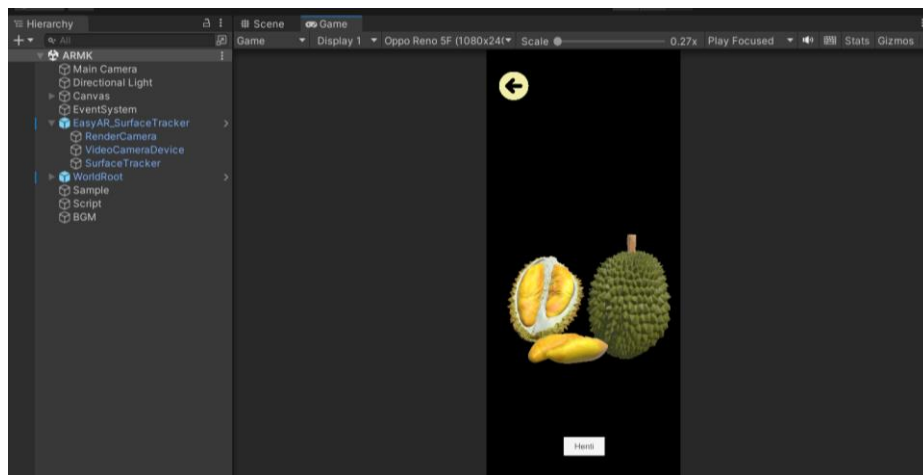 Hierarchy
Scene Game
All
Game Display 1 Oppo Reno 5F (1080x24( Scale 0.27x Play Focused Stats Gizmos
ARMK
Main Camera
Directional Light
Canvas
EventSystem
EasyAR_SurfaceTracker
RenderCamera
VideoCameraDevice
SurfaceTracker
WorldRoot
Sample
Script
BGM
Henti